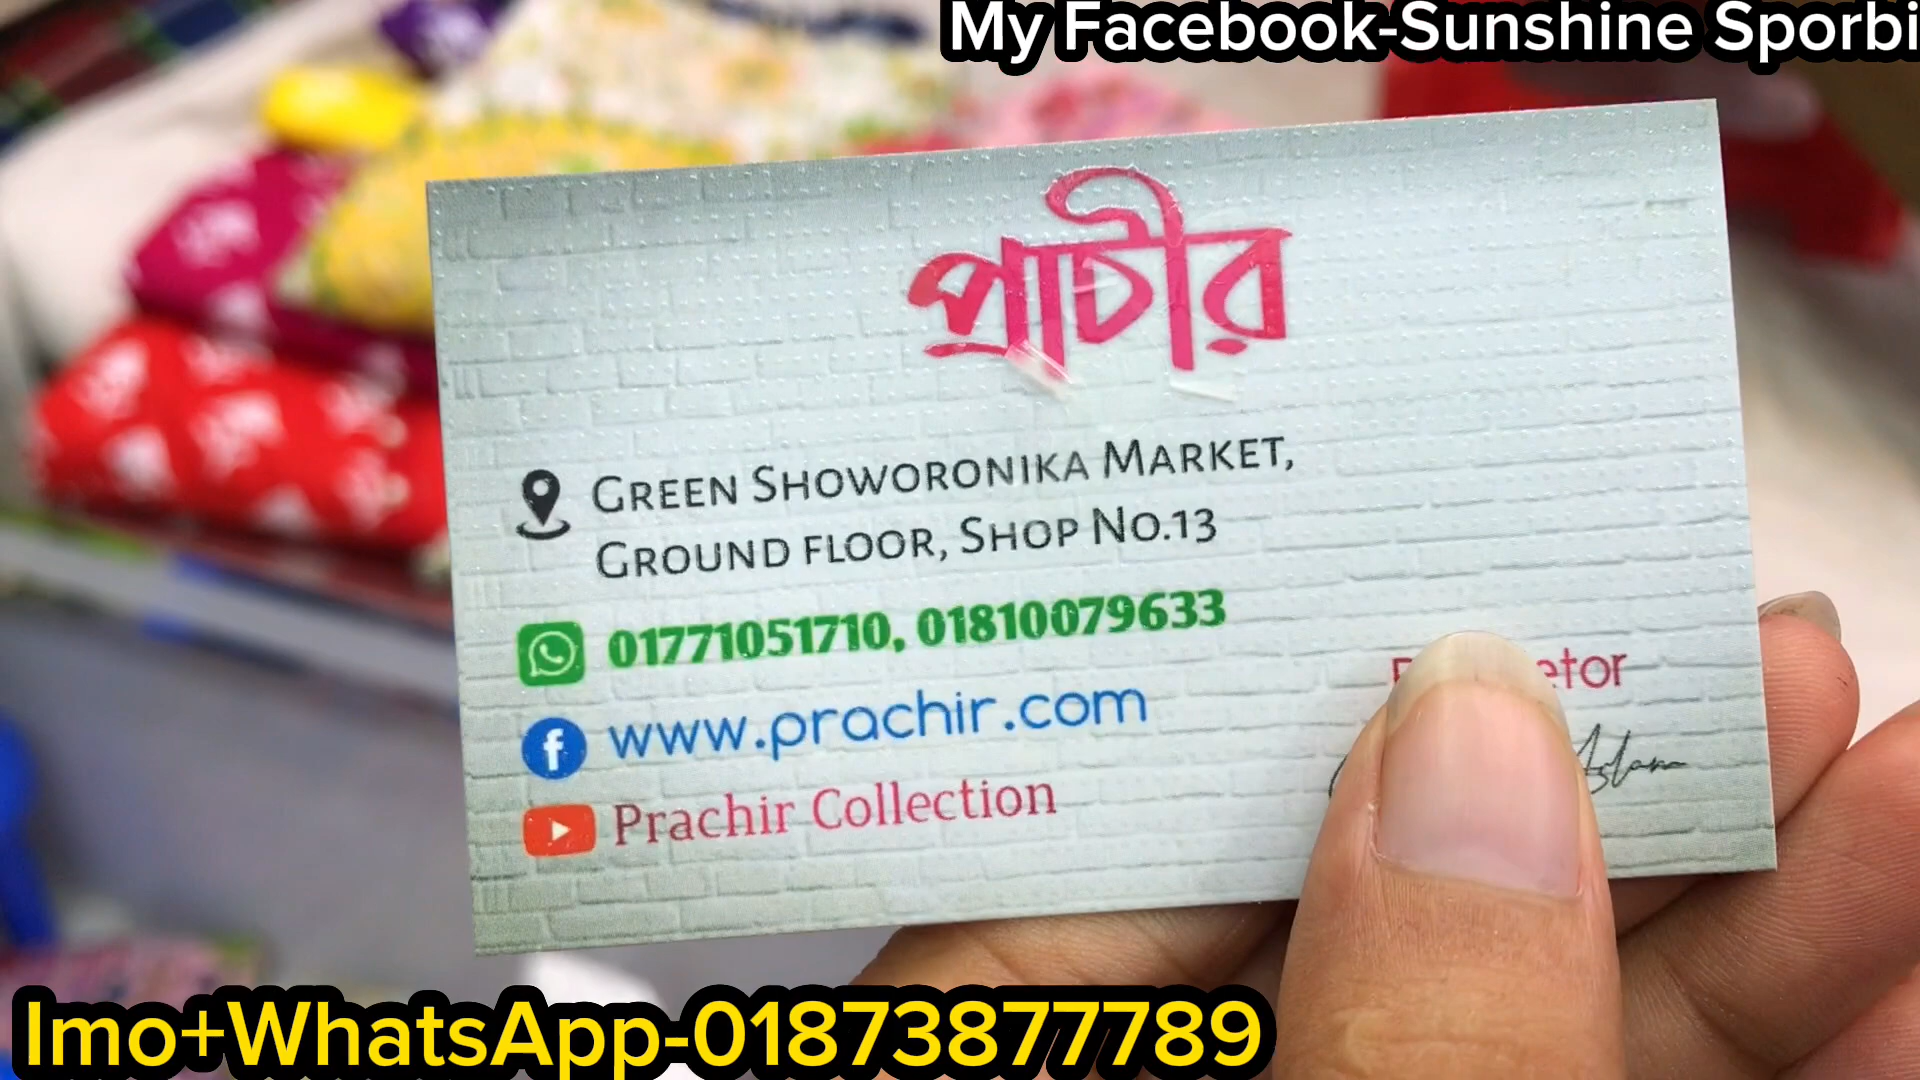 My Facebook-Sunshine Sporbi
প্রাচীর
GREEN SHOWORONIKA MARKET,
GROUND FLOOR, SHOP NO.13
01771051710, 01810079633
www.prachir.com
Prachir Collection
Imo+WhatsApp-01873877789